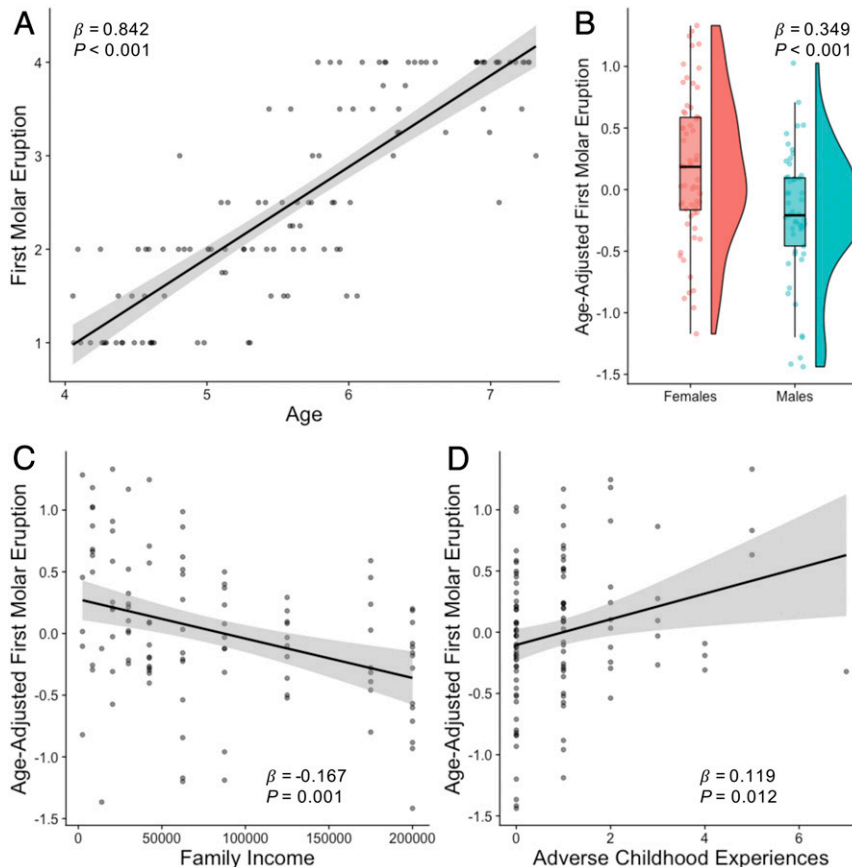 A
β = 0.842
P < 0.001
First Molar Eruption
4
3
2
1
4
5
6
7
Age
B
β = 0.349
P < 0.001
Age-Adjusted First Molar Eruption
1.0
0.5
0.0
-0.5
-1.0
-1.5
Females
Males
C
Age-Adjusted First Molar Eruption
1.0
0.5
0.0
-0.5
-1.0
-1.5
β = -0.167
P = 0.001
0
50000
100000
150000
200000
Family Income
D
Age-Adjusted First Molar Eruption
1.0
0.5
0.0
-0.5
-1.0
-1.5
β = 0.119
P = 0.012
0
2
4
6
Adverse Childhood Experiences